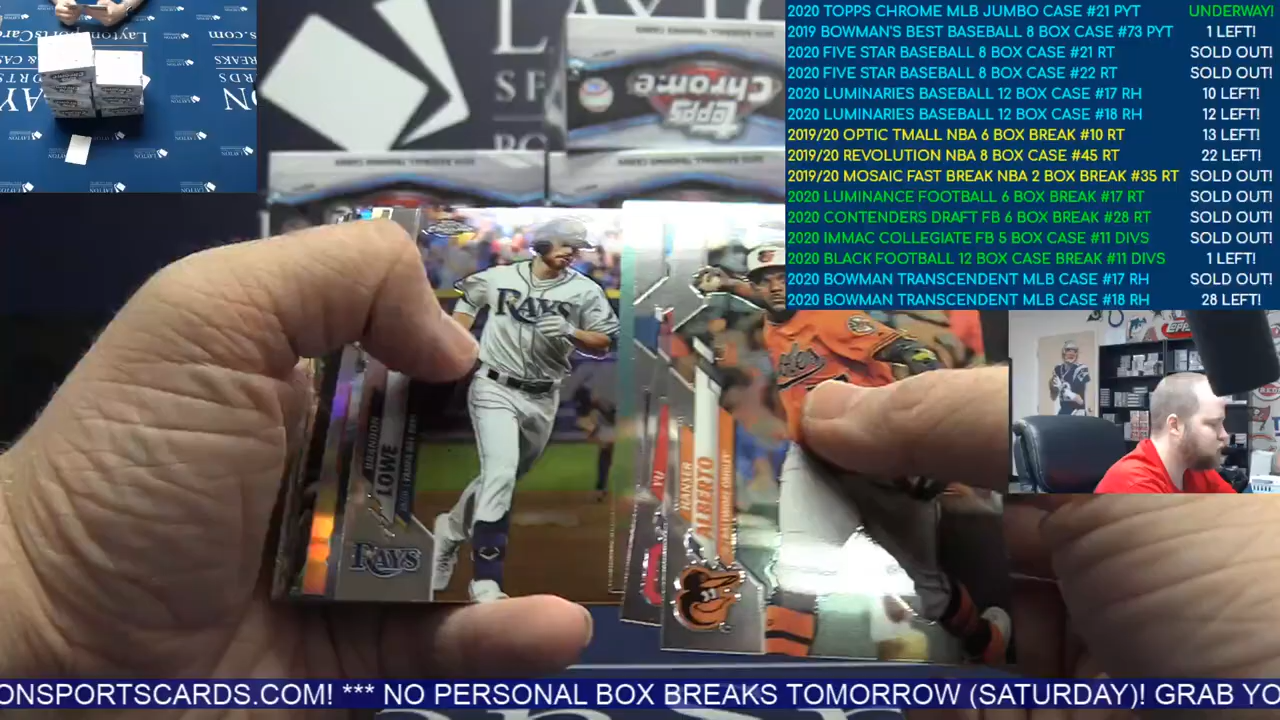 2020 TOPPS CHROME MLB JUMBO CASE #21 PYT UNDERWAY!
2019 BOWMAN'S BEST BASEBALL 8 BOX CASE #73 PYT 1 LEFT!
2020 FIVE STAR BASEBALL 8 BOX CASE #21 RT SOLD OUT!
2020 FIVE STAR BASEBALL 8 BOX CASE #22 RT SOLD OUT!
2020 LUMINARIES BASEBALL 12 BOX CASE #17 RH 10 LEFT!
2020 LUMINARIES BASEBALL 12 BOX CASE #18 RH 12 LEFT!
2019/20 OPTIC TMALL NBA 6 BOX BREAK #10 RT 13 LEFT!
2019/20 REVOLUTION NBA 8 BOX CASE #45 RT 22 LEFT!
2019/20 MOSAIC FAST BREAK NBA 2 BOX BREAK #35 RT SOLD OUT!
2020 LUMINANCE FOOTBALL 6 BOX BREAK #17 RT SOLD OUT!
2020 CONTENDERS DRAFT FB 6 BOX BREAK #28 RT SOLD OUT!
2020 IMMAC COLLEGIATE FB 5 BOX CASE #11 DIVS SOLD OUT!
2020 BLACK FOOTBALL 12 BOX CASE BREAK #11 DIVS 1 LEFT!
2020 BOWMAN TRANSCENDENT MLB CASE #17 RH SOLD OUT!
2020 BOWMAN TRANSCENDENT MLB CASE #18 RH 28 LEFT!
Topps
Chrome
RAYS
BRANDON
LOWE
RAYS
HANSER
ALBERTO
ONSPORTSCARDS.COM! *** NO PERSONAL BOX BREAKS TOMORROW (SATURDAY)! GRAB YO